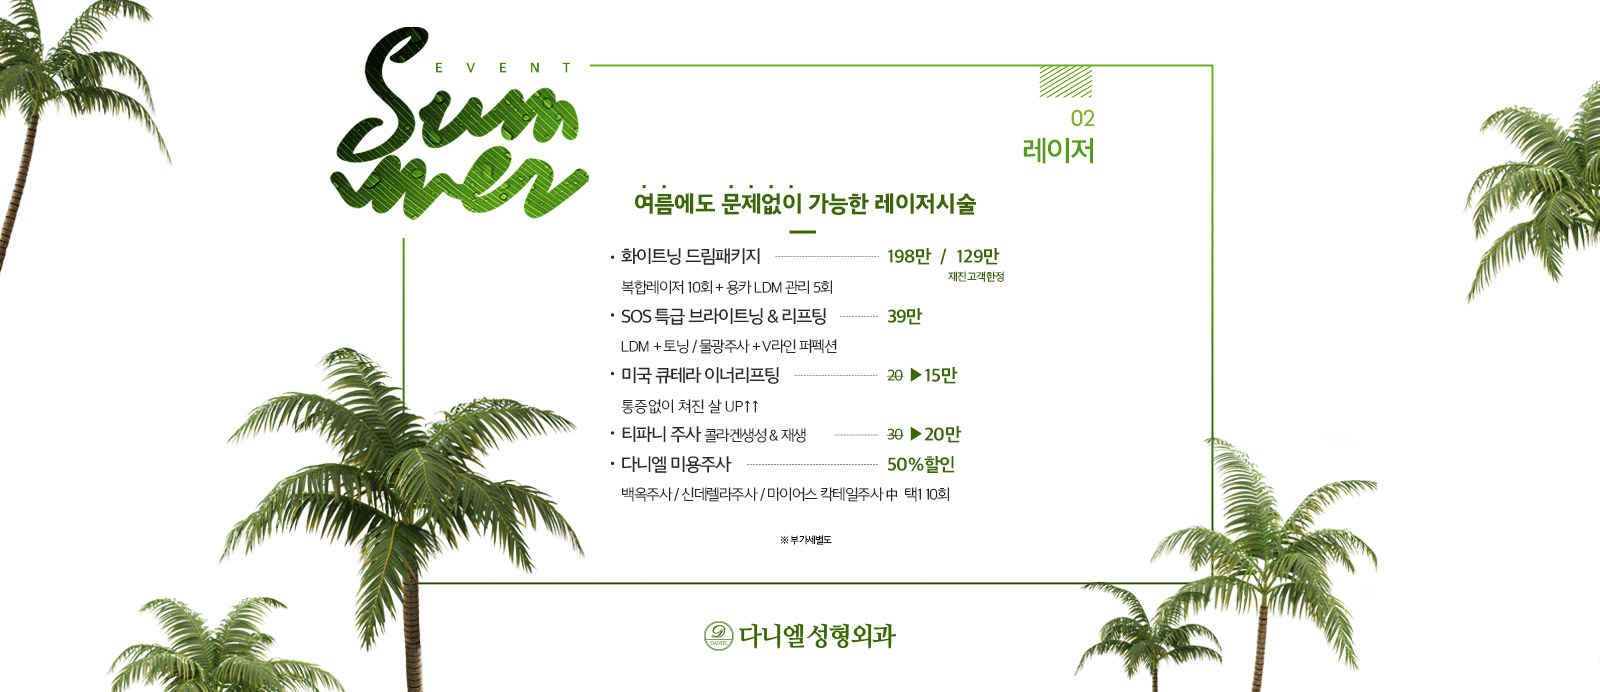 Summer
EVENT
02
레이저
여름에도 문제없이 가능한 레이저시술
· 화이트닝 드림패키지 198만 / 129만
재진고객한정
복합레이저 10회 + 용카 LDM 관리 5회
· SOS 특급 브라이트닝 & 리프팅 39만
LDM + 토닝 / 물광주사 + V라인 퍼펙션
· 미국 큐테라 이너리프팅 20 ▶15만
통증없이 쳐진 살 UP↑↑
· 티파니 주사 콜라겐생성 & 재생 30 ▶20만
· 다니엘 미용주사 50%할인
백옥주사 / 신데렐라주사 / 마이어스 칵테일주사 中 택1 10회
※ 부가세별도
DANIEL 다니엘성형외과